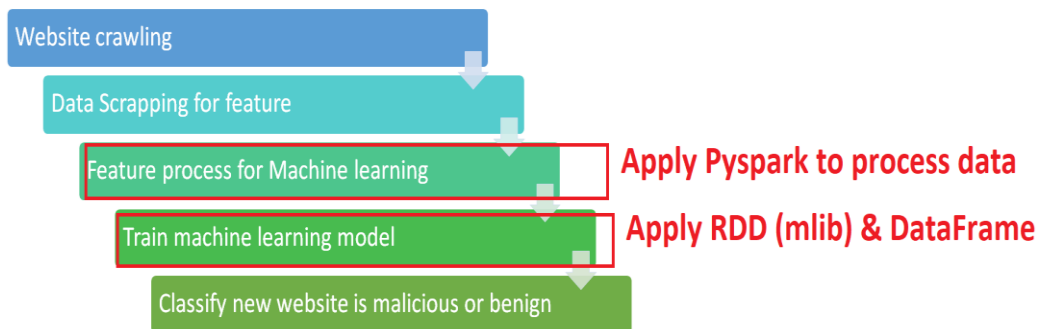 Website crawling
Data Scrapping for feature
Feature process for Machine learning
Apply Pyspark to process data
Train machine learning model
Apply RDD (mlib) & DataFrame
Classify new website is malicious or benign